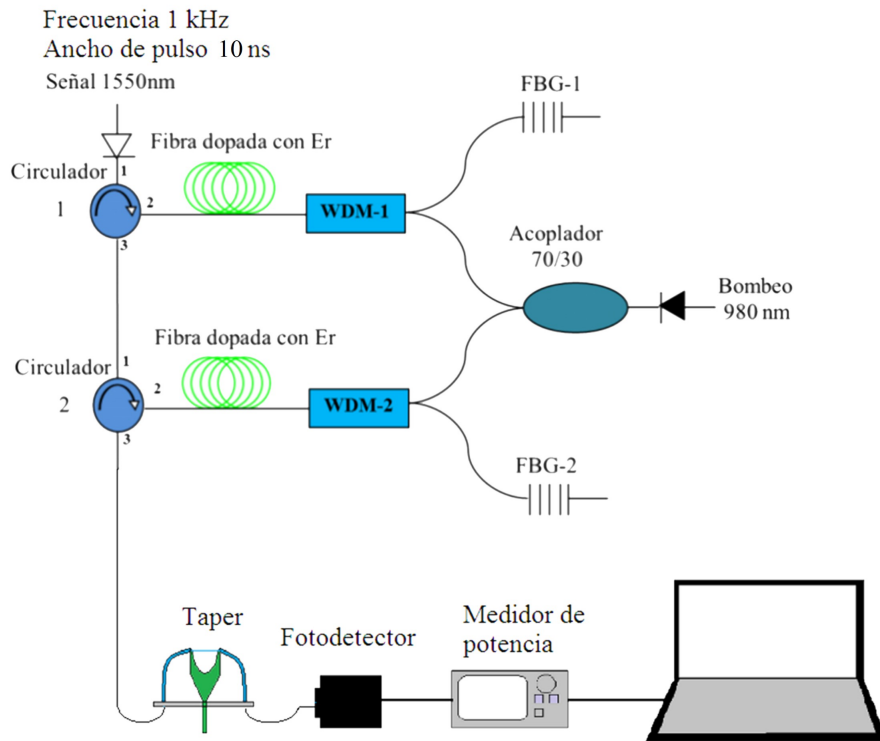 Frecuencia 1 kHz
Ancho de pulso 10 ns
Señal 1550nm
FBG-1
Fibra dopada con Er
Circulador
1
1
2
3
WDM-1
Acoplador
70/30
Bombeo
980 nm
Fibra dopada con Er
Circulador
2
1
2
3
WDM-2
FBG-2
Taper
Fotodetector
Medidor de
potencia